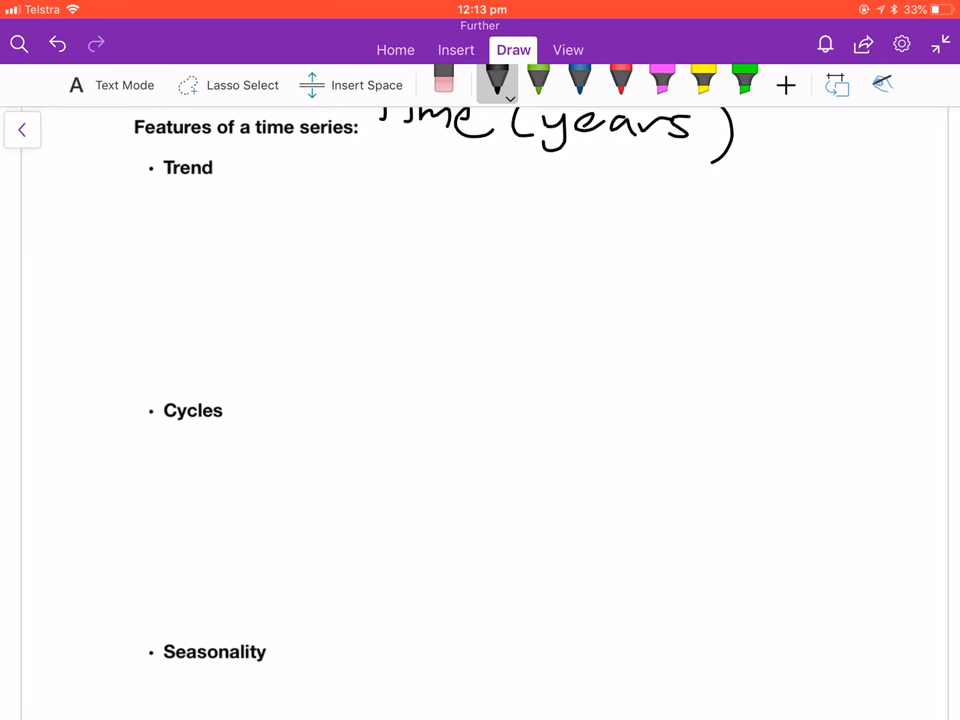 Telstra 12:13 pm 33%
Further
Home Insert Draw View
A Text Mode Lasso Select Insert Space
Time (years)
Features of a time series:
• Trend
• Cycles
• Seasonality